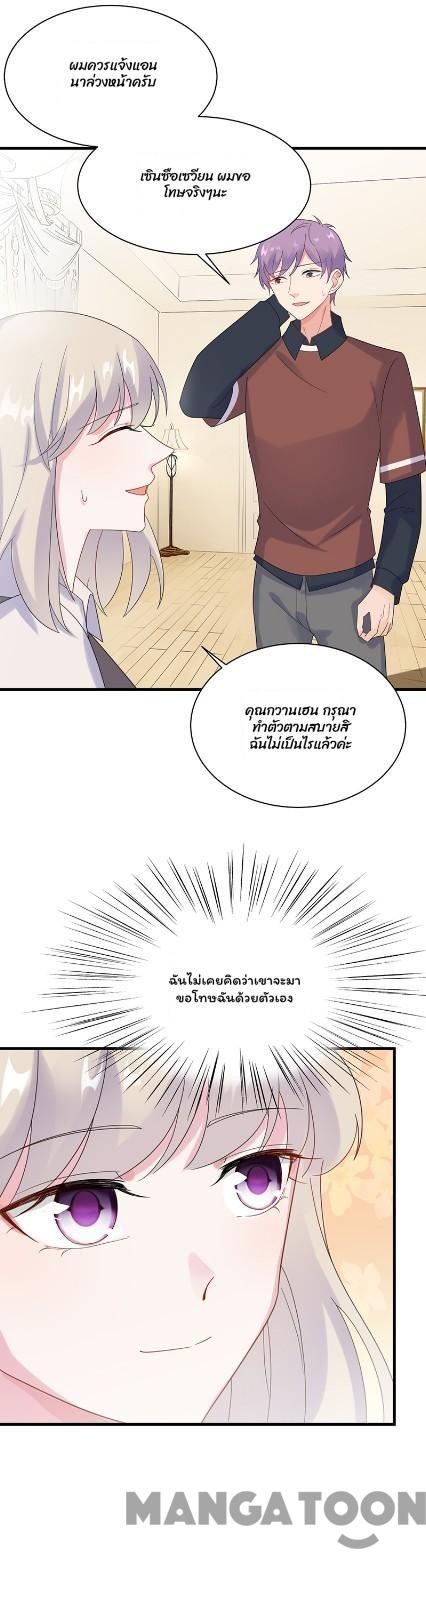 ผมควรแจ้งแอน
นาล่วงหน้าครับ
เซินซือเซวียน ผมขอ
โทษจริงๆนะ
คุณกวานเฮน กรุณา
ทำตัวตามสบายสิ
ฉันไม่เป็นไรแล้วค่ะ
ฉันไม่เคยคิดว่าเขาจะมา
ขอโทษฉันด้วยตัวเอง
MANGATOON